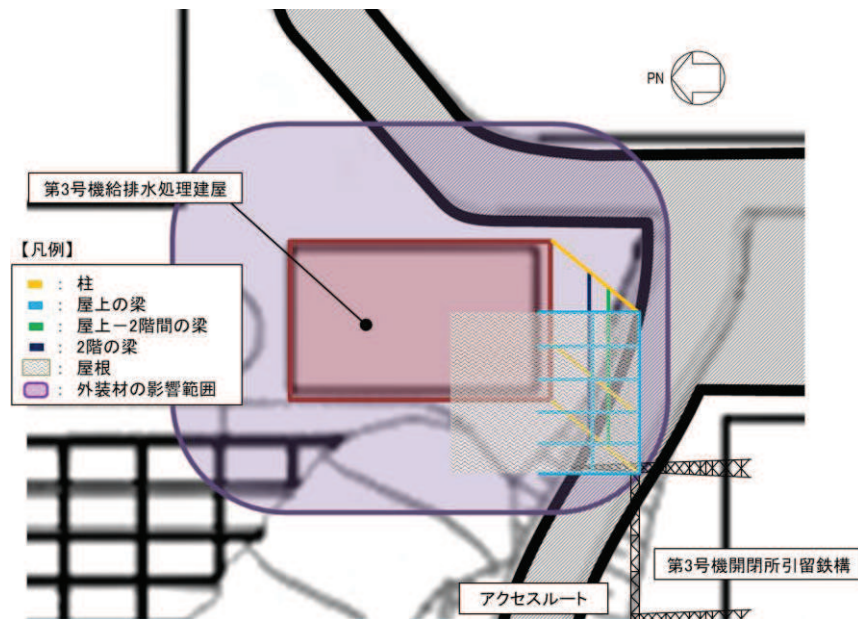 PN
第3号機給排水処理建屋
【凡例】
: 柱
: 屋上の梁
: 屋上－2階間の梁
: 2階の梁
: 屋根
: 外装材の影響範囲
第3号機開閉所引留鉄構
アクセスルート